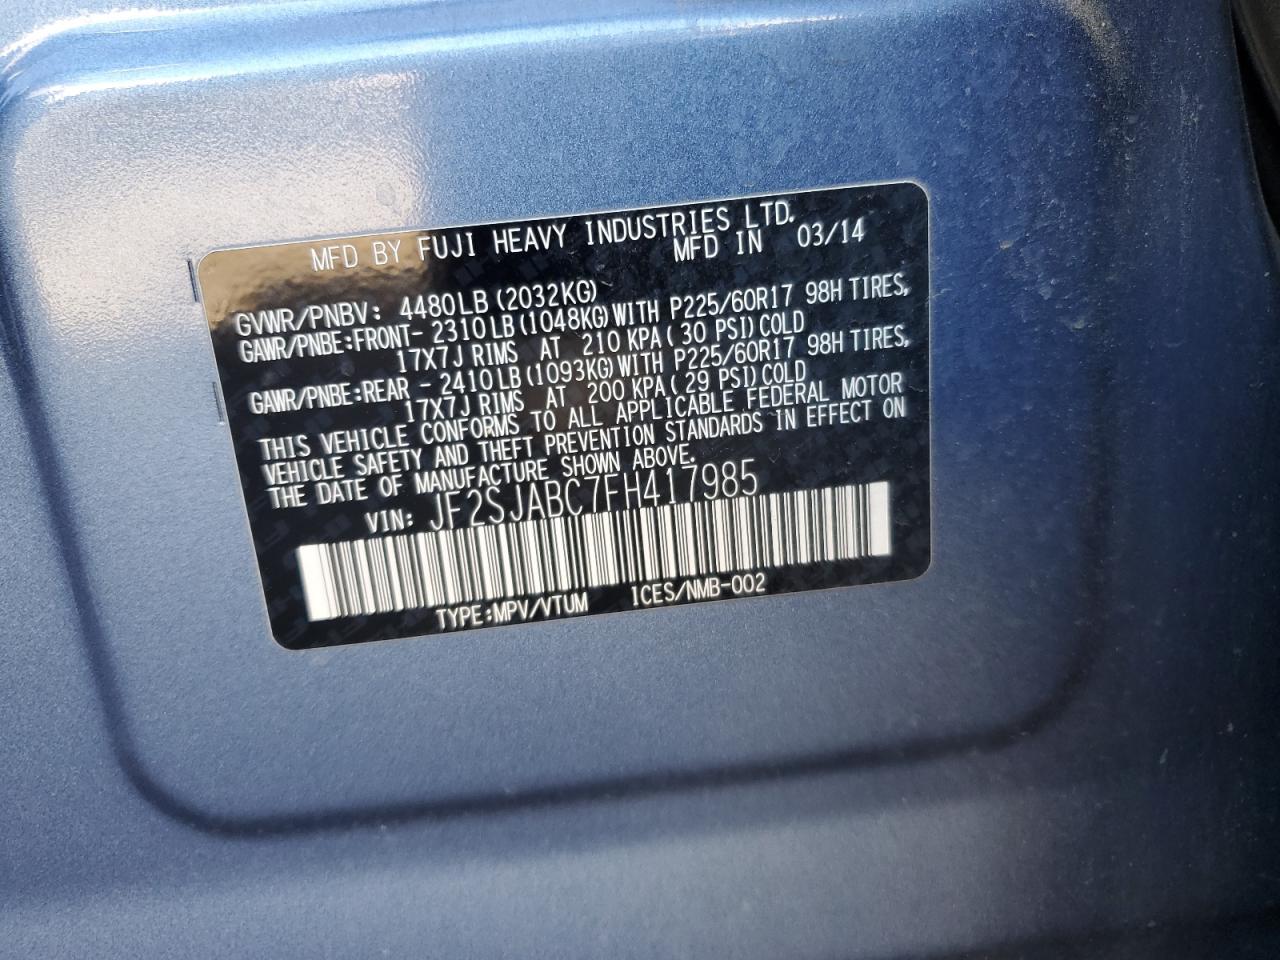 MFD BY FUJI HEAVY INDUSTRIES LTD.
MFD IN 03/14
GVWR/PNBV: 4480LB(2032KG)
GAWR/PNBE:FRONT- 2310LB(1048KG)WITH P225/60R17 98H TIRES,
17X7J RIMS AT 210 KPA(30 PSI)COLD
GAWR/PNBE:REAR - 2410LB(1093KG)WITH P225/60R17 98H TIRES,
17X7J RIMS AT 200 KPA(29 PSI)COLD
THIS VEHICLE CONFORMS TO ALL APPLICABLE FEDERAL MOTOR
VEHICLE SAFETY AND THEFT PREVENTION STANDARDS IN EFFECT ON
THE DATE OF MANUFACTURE SHOWN ABOVE.
VIN: JF2SJABC7FH417985
TYPE:MPV/VTUM ICES/NMB-002